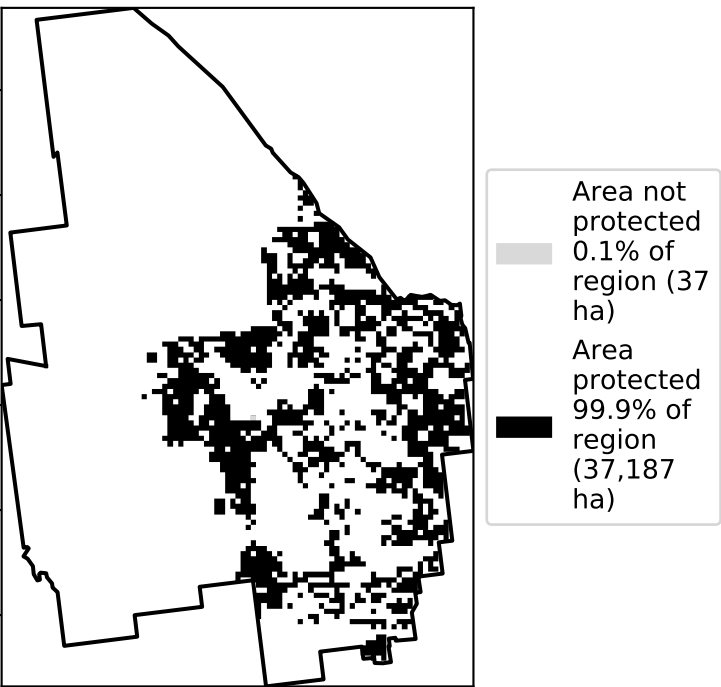 Area not
protected
0.1% of
region (37
ha)
Area
protected
99.9% of
region
(37,187
ha)